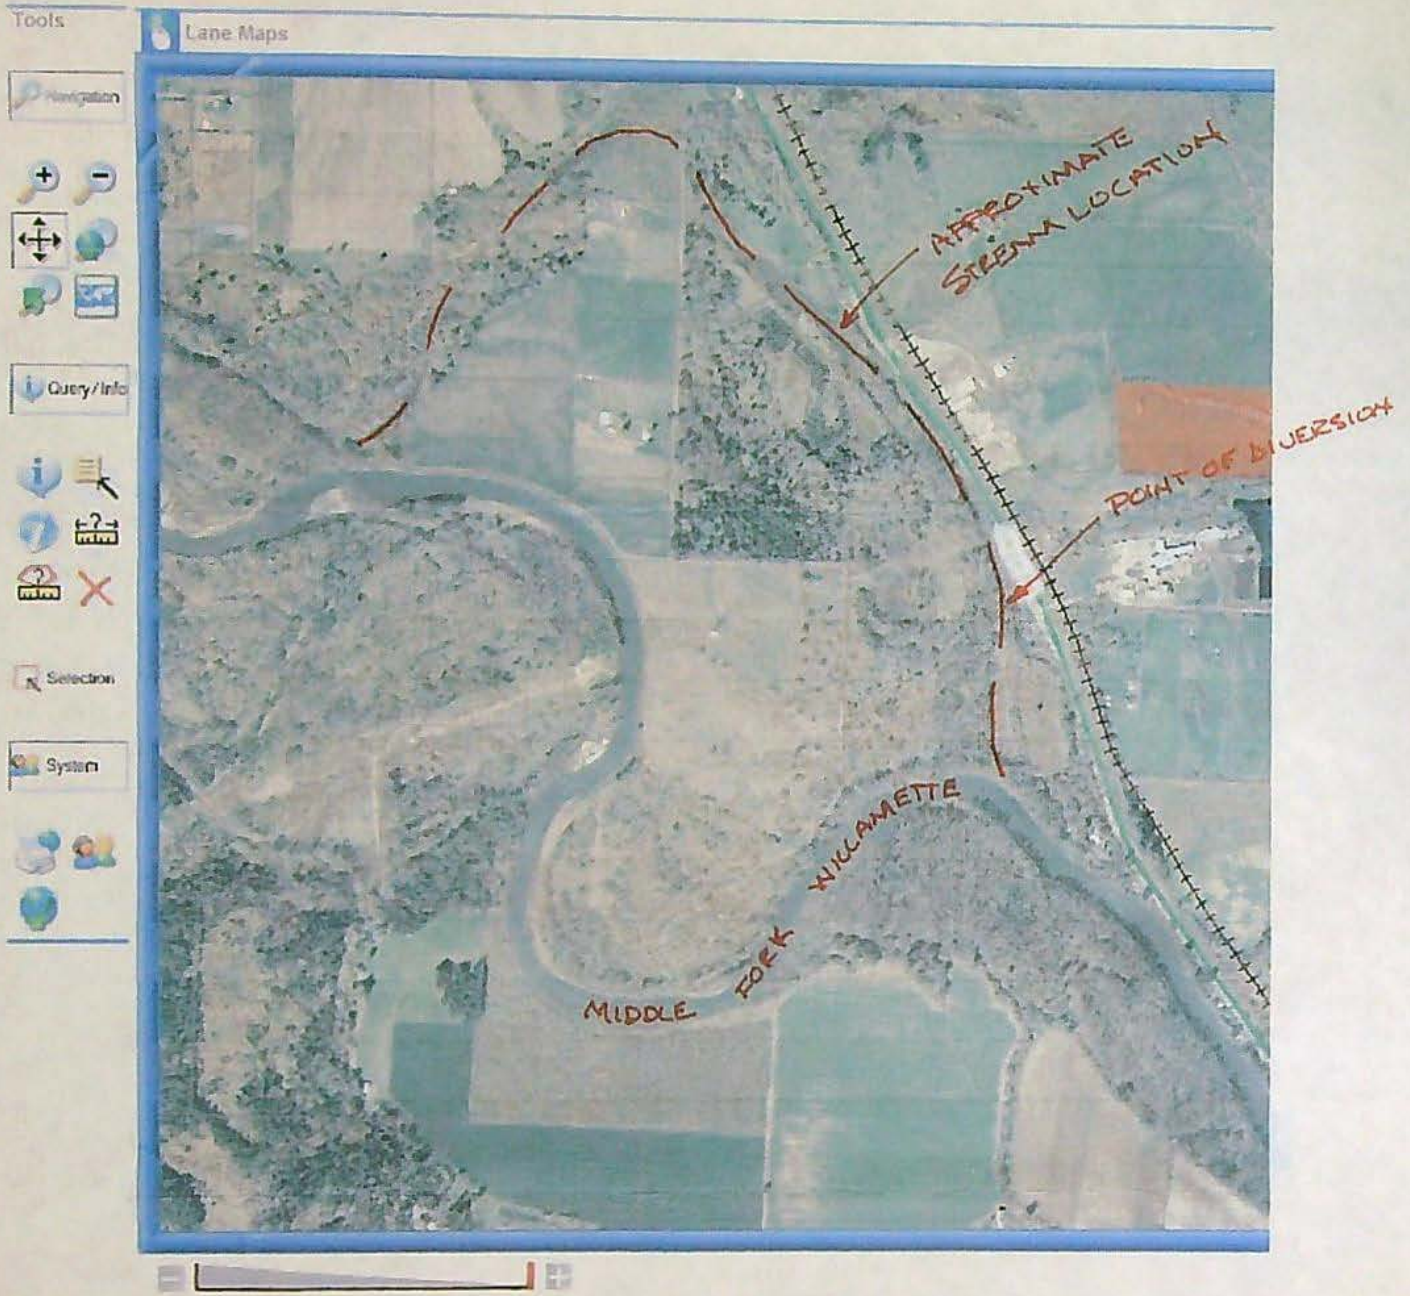 Tools
Lane Maps
Navigation
Query/Info
Selection
System
APPROXIMATE
STREAM LOCATION
POINT OF DIVERSION
WILLAMETTE
FORK
MIDDLE